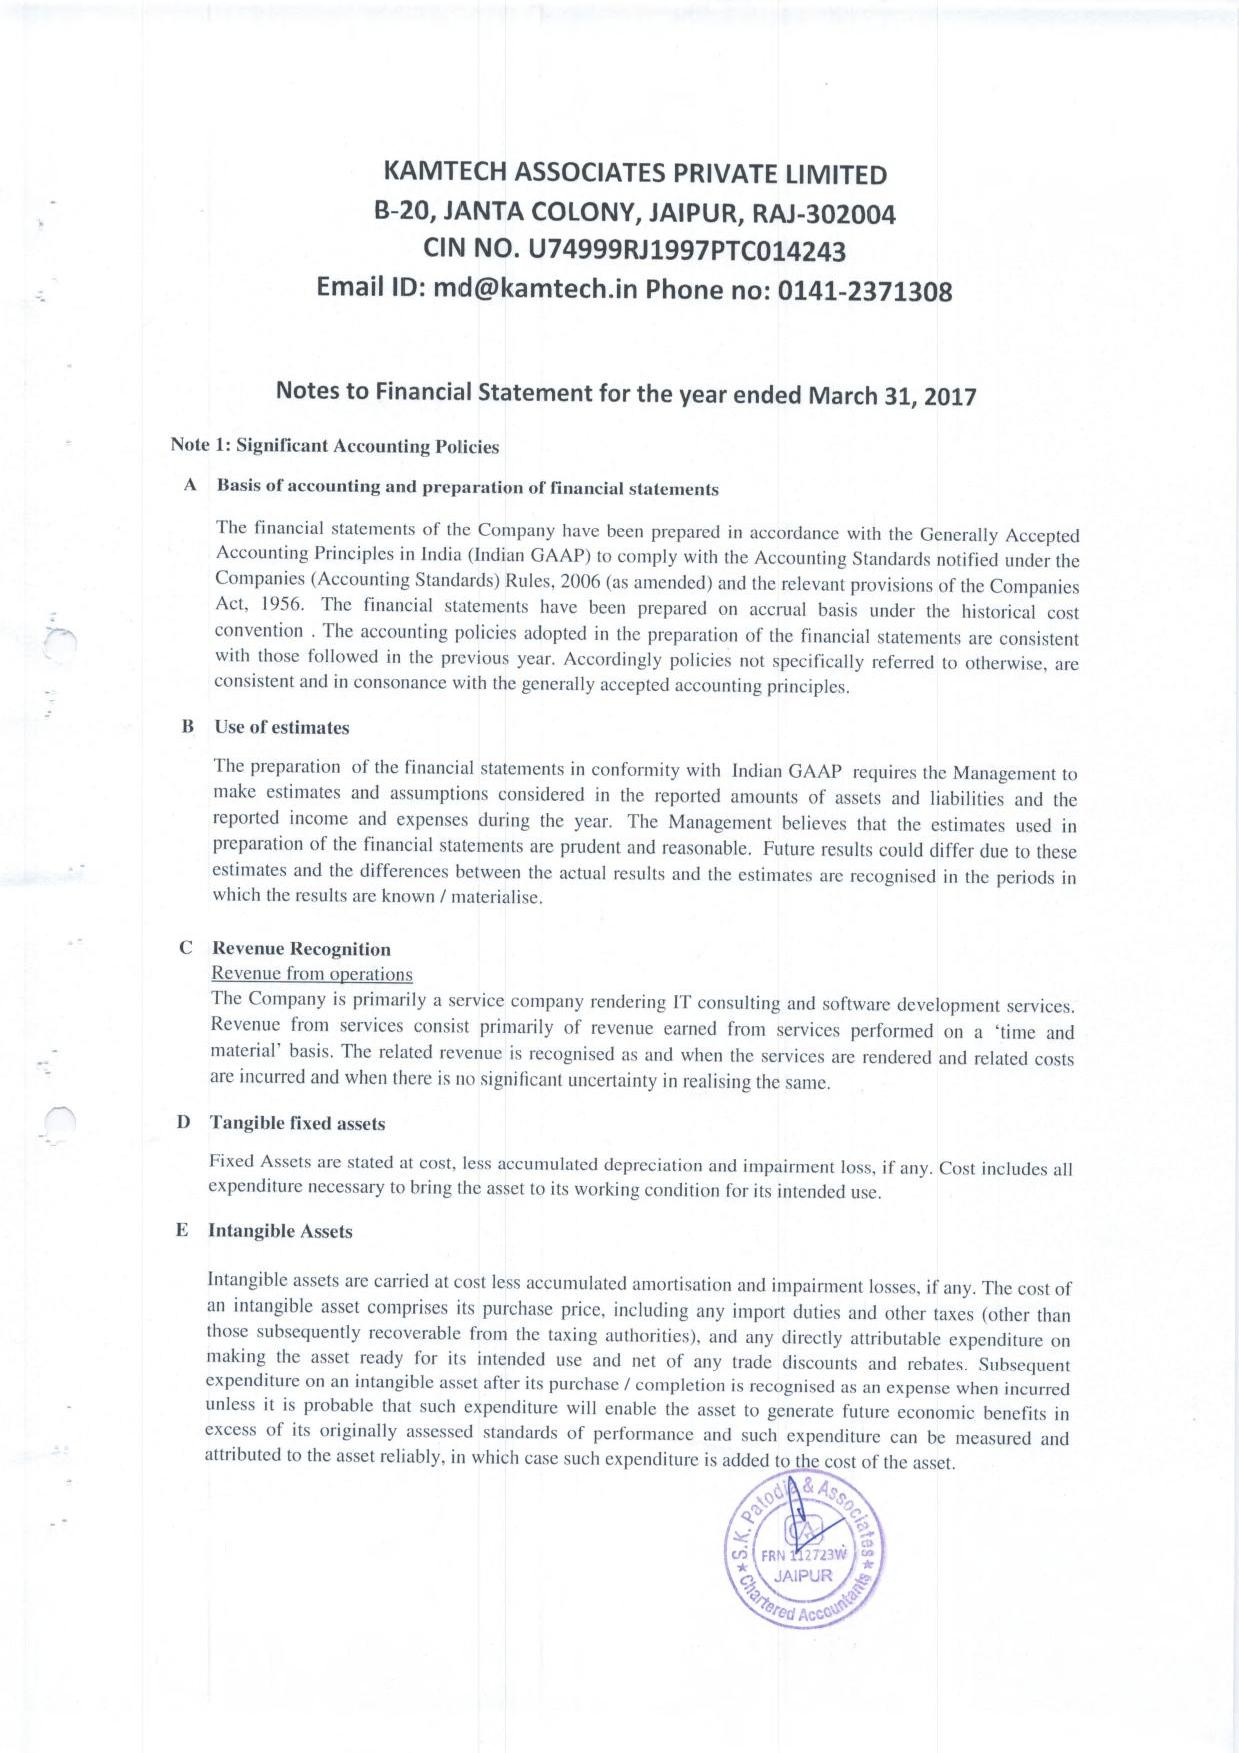 KAMTECH ASSOCIATES PRIVATE LIMITED
B-20, JANTA COLONY, JAIPUR, RAJ-302004
CIN NO. U74999RJ1997PTC014243
Email ID: md@kamtech.in Phone no: 0141-2371308
Notes to Financial Statement for the year ended March 31, 2017
Note 1: Significant Accounting Policies
A Basis of accounting and preparation of financial statements
The financial statements of the Company have been prepared in accordance with the Generally Accepted
Accounting Principles in India (Indian GAAP) to comply with the Accounting Standards notified under the
Companies (Accounting Standards) Rules, 2006 (as amended) and the relevant provisions of the Companies
Act, 1956. The financial statements have been prepared on accrual basis under the historical cost
convention . The accounting policies adopted in the preparation of the financial statements are consistent
with those followed in the previous year. Accordingly policies not specifically referred to otherwise, are
consistent and in consonance with the generally accepted accounting principles.
B Use of estimates
The preparation of the financial statements in conformity with Indian GAAP requires the Management to
make estimates and assumptions considered in the reported amounts of assets and liabilities and the
reported income and expenses during the year. The Management believes that the estimates used in
preparation of the financial statements are prudent and reasonable. Future results could differ due to these
estimates and the differences between the actual results and the estimates are recognised in the periods in
which the results are known / materialise.
C Revenue Recognition
Revenue from operations
The Company is primarily a service company rendering IT consulting and software development services.
Revenue from services consist primarily of revenue earned from services performed on a ‘time and
material’ basis. The related revenue is recognised as and when the services are rendered and related costs
are incurred and when there is no significant uncertainty in realising the same.
D Tangible fixed assets
Fixed Assets are stated at cost, less accumulated depreciation and impairment loss, if any. Cost includes all
expenditure necessary to bring the asset to its working condition for its intended use.
E Intangible Assets
Intangible assets are carried at cost less accumulated amortisation and impairment losses, if any. The cost of
an intangible asset comprises its purchase price, including any import duties and other taxes (other than
those subsequently recoverable from the taxing authorities), and any directly attributable expenditure on
making the asset ready for its intended use and net of any trade discounts and rebates. Subsequent
expenditure on an intangible asset after its purchase / completion is recognised as an expense when incurred
unless it is probable that such expenditure will enable the asset to generate future economic benefits in
excess of its originally assessed standards of performance and such expenditure can be measured and
attributed to the asset reliably, in which case such expenditure is added to the cost of the asset.
S.K. Patodia & Associates
CA
FRN 112723W
JAIPUR
Chartered Accountants